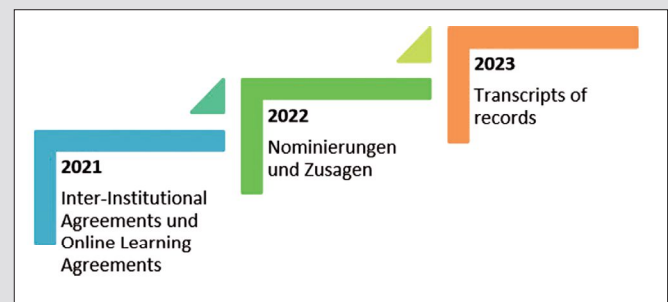 2021
Inter-Institutional
Agreements und
Online Learning
Agreements
2022
Nominierungen
und Zusagen
2023
Transcripts of
records